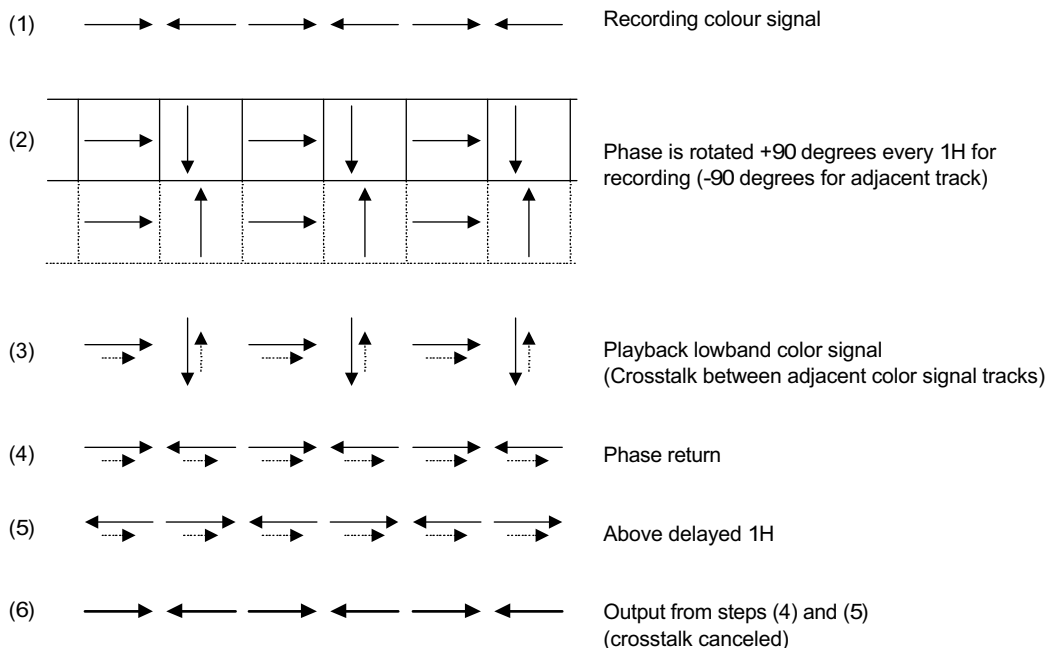 (1) Recording colour signal
(2) Phase is rotated +90 degrees every 1H for
recording (-90 degrees for adjacent track)
(3) Playback lowband color signal
(Crosstalk between adjacent color signal tracks)
(4) Phase return
(5) Above delayed 1H
(6) Output from steps (4) and (5)
(crosstalk canceled)